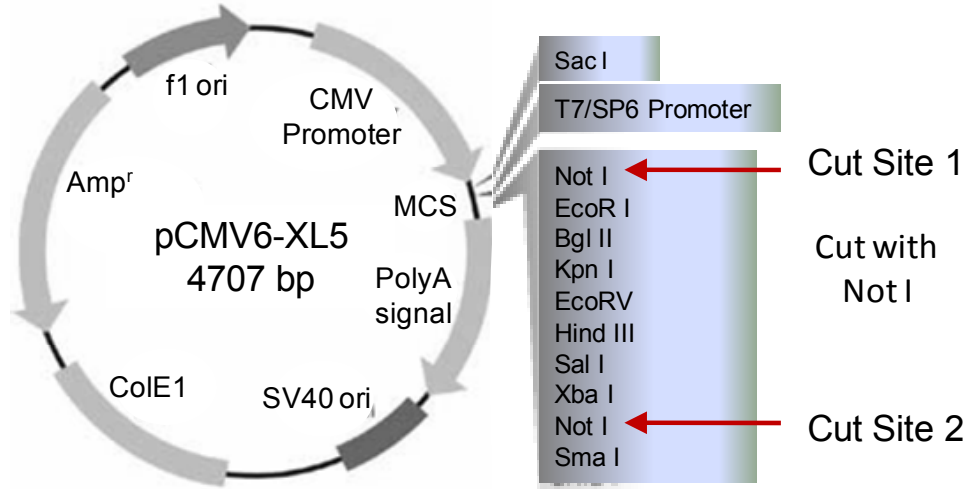 f1 ori
CMV
Promoter
Amp^r
MCS
pCMV6-XL5
4707 bp
PolyA
signal
ColE1
SV40 ori
Sac I
T7/SP6 Promoter
Not I
EcoR I
Bgl II
Kpn I
EcoRV
Hind III
Sal I
Xba I
Not I
Sma I
Cut Site 1
Cut with
Not I
Cut Site 2